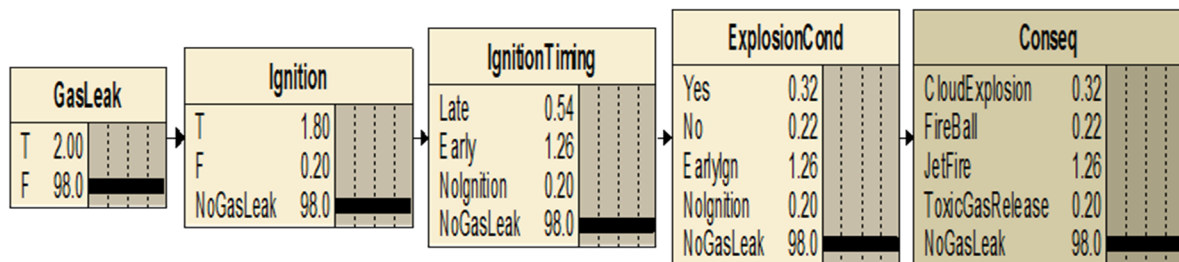 GasLeak
T 2.00
F 98.0
Ignition
T 1.80
F 0.20
NoGasLeak 98.0
IgnitionTiming
Late 0.54
Early 1.26
NoIgnition 0.20
NoGasLeak 98.0
ExplosionCond
Yes 0.32
No 0.22
EarlyIgn 1.26
NoIgnition 0.20
NoGasLeak 98.0
Conseq
CloudExplosion 0.32
FireBall 0.22
JetFire 1.26
ToxicGasRelease 0.20
NoGasLeak 98.0